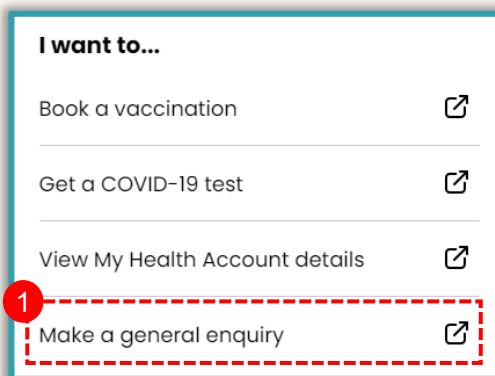 I want to...
Book a vaccination
Get a COVID-19 test
View My Health Account details
1
Make a general enquiry